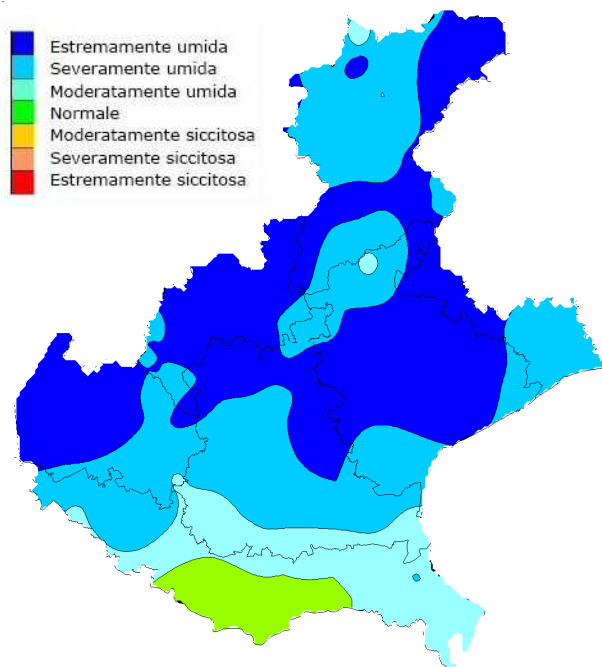 Estremamente umida
Severamente umida
Moderatamente umida
Normale
Moderatamente siccitosa
Severamente siccitosa
Estremamente siccitosa